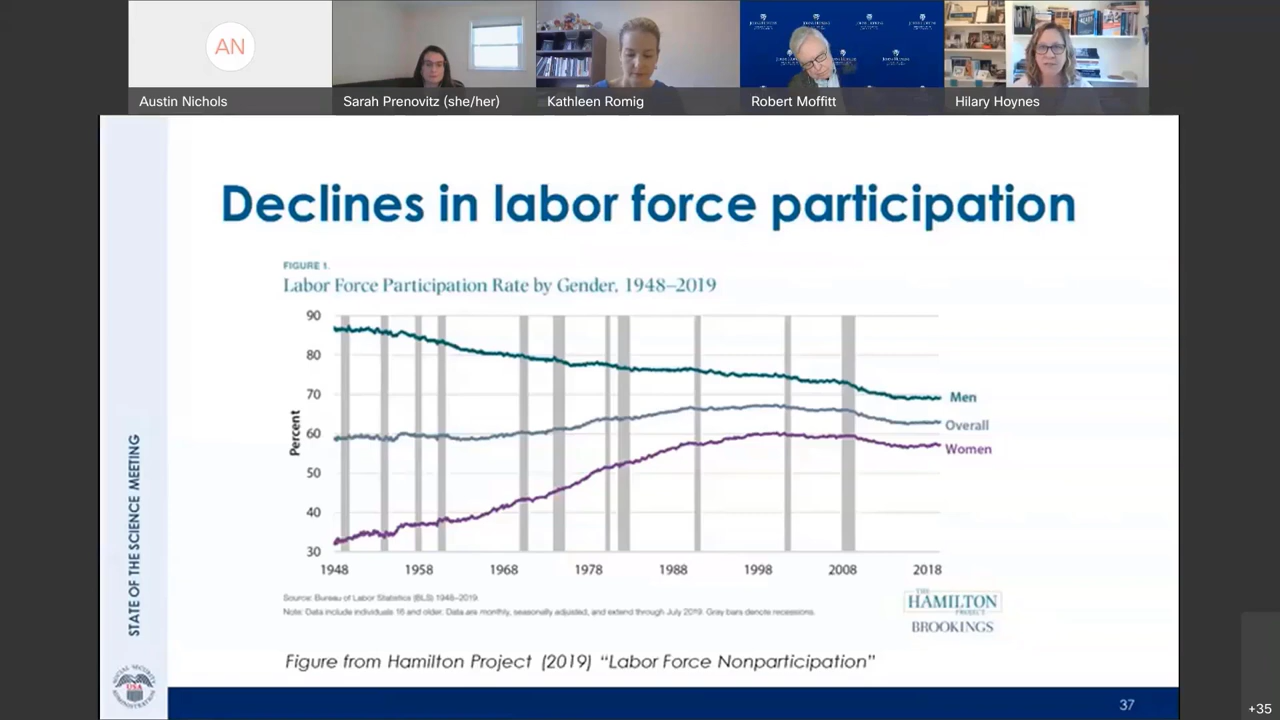 AN
Austin Nichols
Sarah Prenovitz (she/her)
Kathleen Romig
Robert Moffitt
Hilary Hoynes
Declines in labor force participation
FIGURE 1.
Labor Force Participation Rate by Gender, 1948–2019
Percent
90
80
70
60
50
40
30
Men
Overall
Women
1948
1958
1968
1978
1988
1998
2008
2018
Source: Bureau of Labor Statistics (BLS) 1948–2019.
Note: Data include individuals 16 and older. Data are monthly, seasonally adjusted, and extend through July 2019. Gray bars denote recessions.
THE
HAMILTON
PROJECT
BROOKINGS
Figure from Hamilton Project (2019) “Labor Force Nonparticipation”
STATE OF THE SCIENCE MEETING
SOCIAL SECURITY
USA
ADMINISTRATION
37
+35